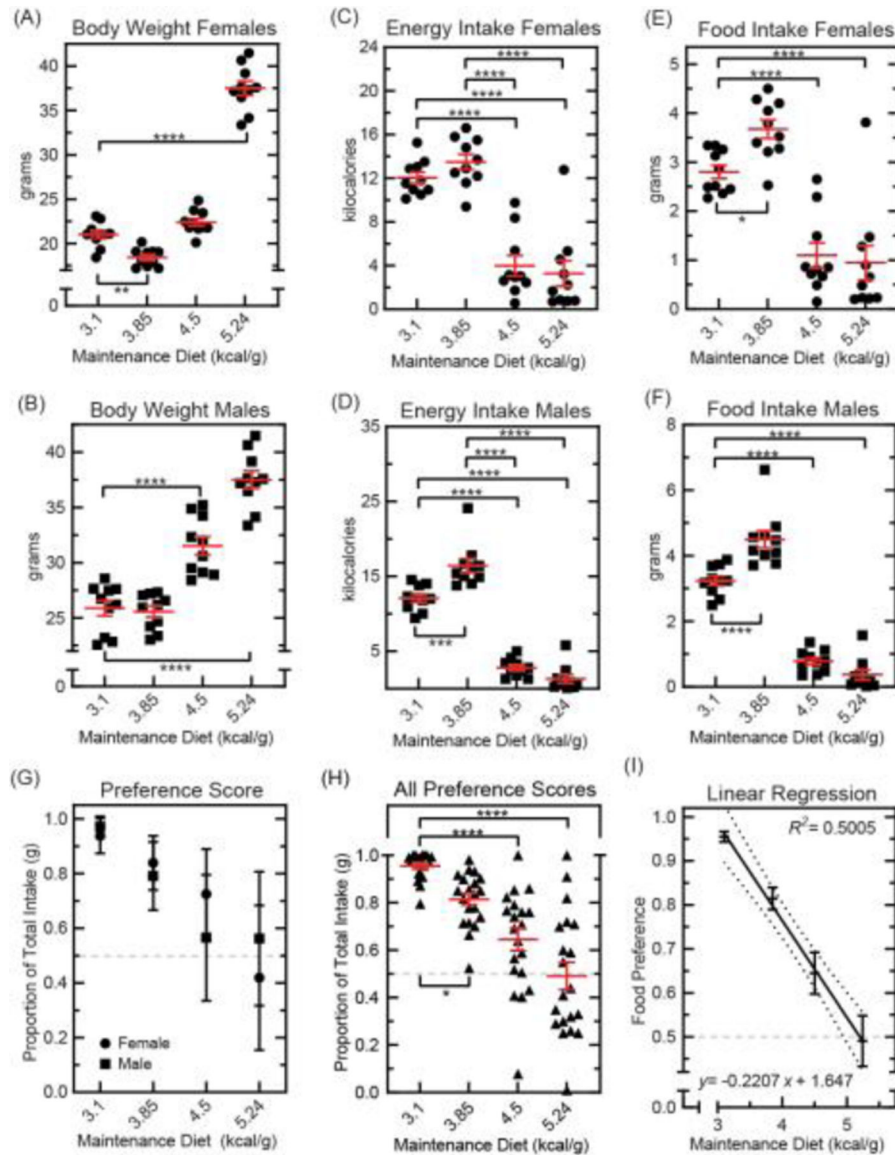 (A) Body Weight Females
grams
40
35
30
25
20
0
****
**
3.1 3.85 4.5 5.24
Maintenance Diet (kcal/g)
(C) Energy Intake Females
kilocalories
24
20
16
12
8
4
0
****
****
****
****
3.1 3.85 4.5 5.24
Maintenance Diet (kcal/g)
(E) Food Intake Females
grams
5
4
3
2
1
0
****
****
*
3.1 3.85 4.5 5.24
Maintenance Diet (kcal/g)
(B) Body Weight Males
grams
40
35
30
25
0
****
****
3.1 3.85 4.5 5.24
Maintenance Diet (kcal/g)
(D) Energy Intake Males
kilocalories
35
25
15
5
****
****
****
****
***
3.1 3.85 4.5 5.24
Maintenance Diet (kcal/g)
(F) Food Intake Males
grams
8
6
4
2
0
****
****
****
3.1 3.85 4.5 5.24
Maintenance Diet (kcal/g)
(G) Preference Score
Proportion of Total Intake (g)
1.0
0.8
0.6
0.4
0.2
0.0
Female
Male
3.1 3.85 4.5 5.24
Maintenance Diet (kcal/g)
(H) All Preference Scores
Proportion of Total Intake (g)
1.0
0.8
0.6
0.4
0.2
0.0
****
****
*
3.1 3.85 4.5 5.24
Maintenance Diet (kcal/g)
(I) Linear Regression
Food Preference
R²= 0.5005
1.0
0.9
0.8
0.7
0.6
0.5
0.0
y= -0.2207 x + 1.647
3 4 5
Maintenance Diet (kcal/g)